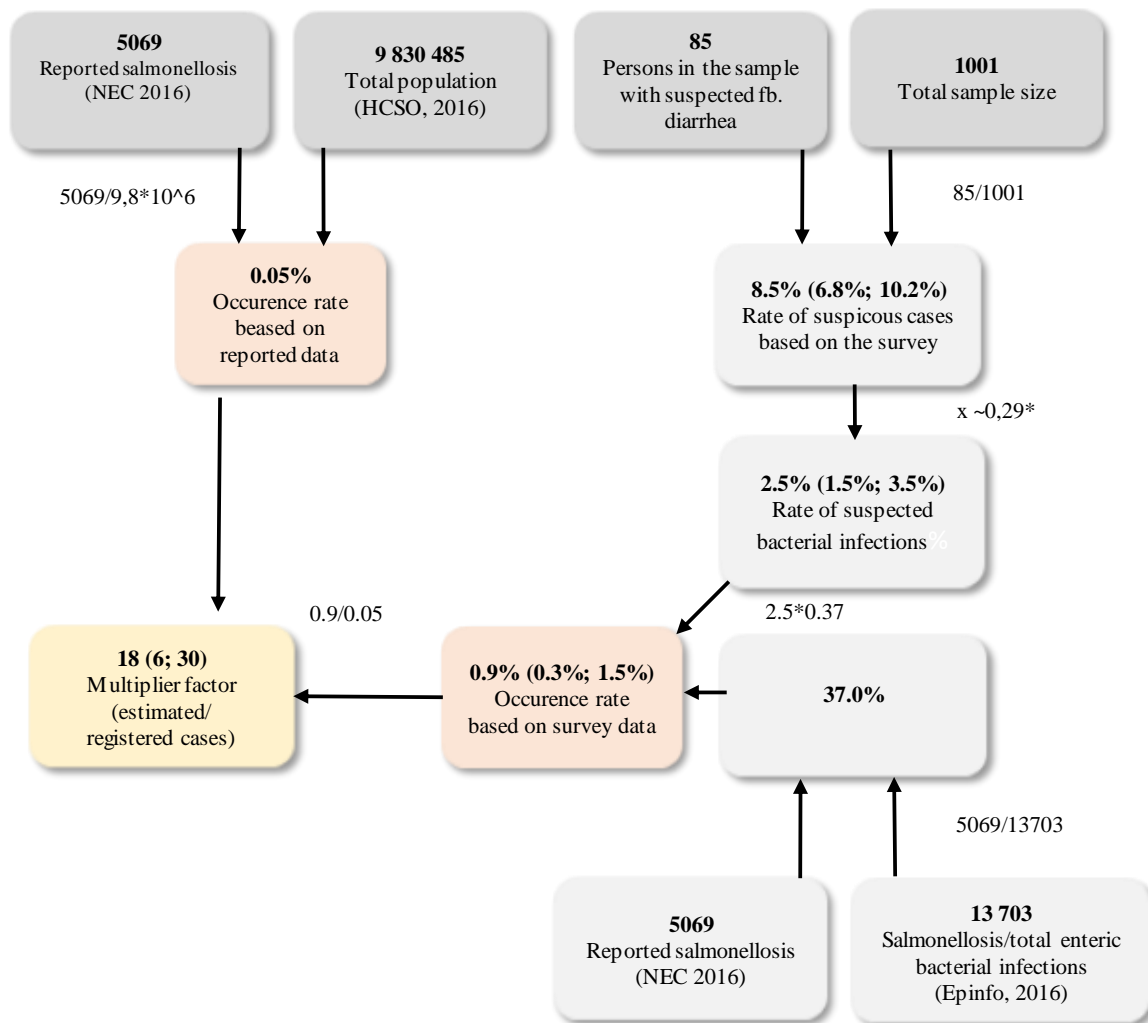 5069
Reported salmonellosis
(NEC 2016)
9 830 485
Total population
(HCSO, 2016)
85
Persons in the sample
with suspected fb.
diarrhea
1001
Total sample size
5069/9,8*10^6
85/1001
0.05%
Occurence rate
beased on
reported data
8.5% (6.8%; 10.2%)
Rate of suspicious cases
based on the survey
x ~0,29*
2.5% (1.5%; 3.5%)
Rate of suspected
bacterial infections%
0.9/0.05
2.5*0.37
18 (6; 30)
Multiplier factor
(estimated/
registered cases)
0.9% (0.3%; 1.5%)
Occurence rate
based on survey data
37.0%
5069/13703
5069
Reported salmonellosis
(NEC 2016)
13 703
Salmonellosis/total enteric
bacterial infections
(Epinfo, 2016)